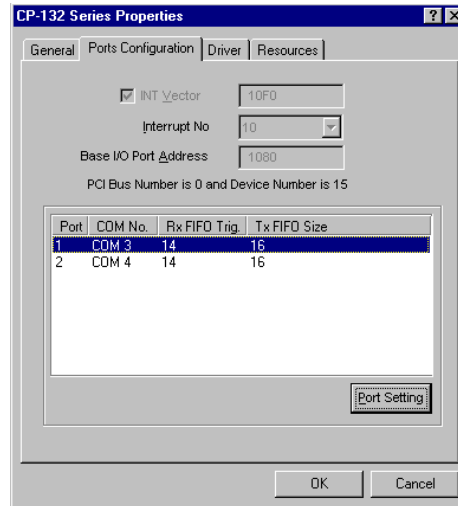 CP-132 Series Properties
General Ports Configuration Driver Resources
INT Vector 10F0
Interrupt No 10
Base I/O Port Address 1080
PCI Bus Number is 0 and Device Number is 15
Port COM No. Rx FIFO Trig. Tx FIFO Size
1 COM 3 14 16
2 COM 4 14 16
Port Setting
OK Cancel